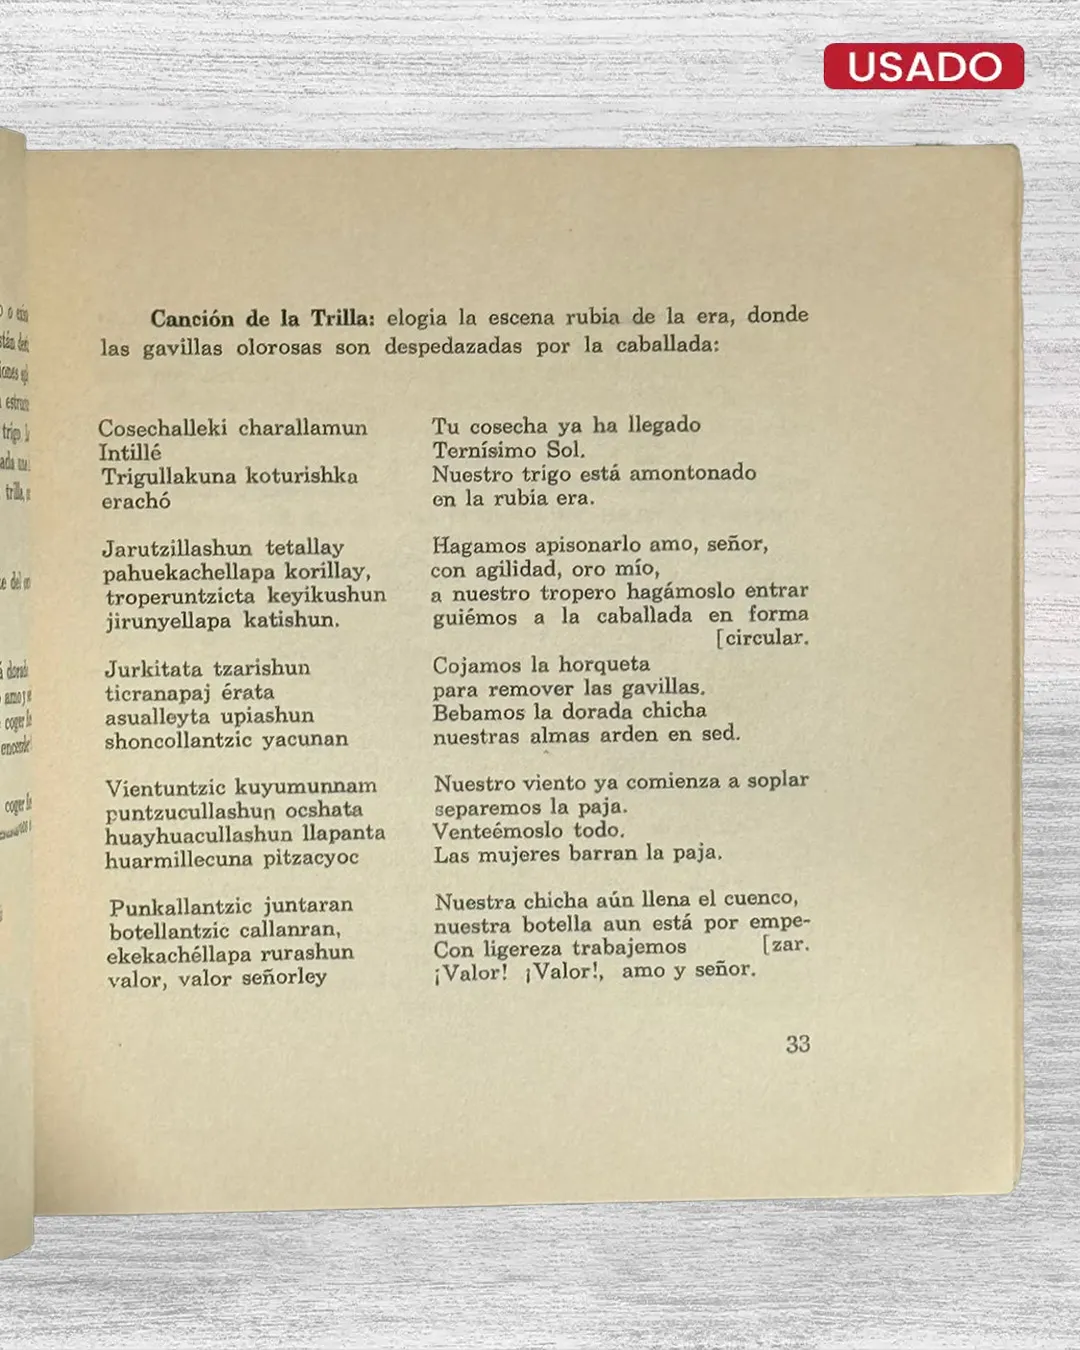 USADO
Canción de la Trilla: elogia la escena rubia de la era, donde
las gavillas olorosas son despedazadas por la caballada:
Cosechalleki charallamun
Intillé
Trigullakuna koturishka
erachó
Jarutzillashun tetallay
pahuekachellapa korillay,
troperuntzicta keyikushun
jirunyellapa katishun.
Jurkitata tzarishun
ticranapaj érata
asualleyta upiashun
shoncollantzic yacunan
Vientuntzic kuyumunnam
puntzucullashun ocshata
huayhuacullashun llapanta
huarmillecuna pitzacyoc
Punkallantzic juntaran
botellantzic callanran,
ekekachéllapa rurashun
valor, valor señorley
Tu cosecha ya ha llegado
Ternísimo Sol.
Nuestro trigo está amontonado
en la rubia era.
Hagamos apisonarlo amo, señor,
con agilidad, oro mío,
a nuestro tropero hagámoslo entrar
guiémos a la caballada en forma
[circular.
Cojamos la horqueta
para remover las gavillas.
Bebamos la dorada chicha
nuestras almas arden en sed.
Nuestro viento ya comienza a soplar
separemos la paja.
Venteémoslo todo.
Las mujeres barran la paja.
Nuestra chicha aún llena el cuenco,
nuestra botella aun está por empe-
Con ligereza trabajemos [zar.
¡Valor! ¡Valor!, amo y señor.
33